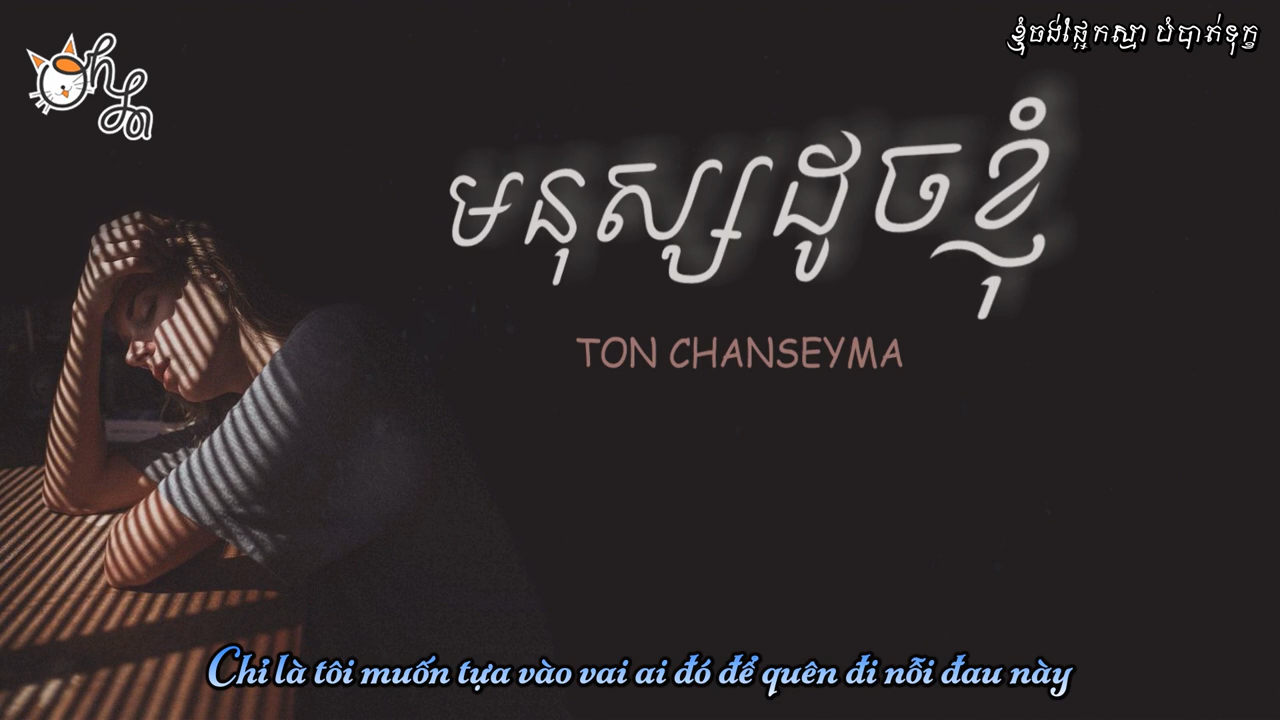 Oh Ya
ខ្ញុំចង់ផ្អែកស្មា បំបាត់ទុក្ខ
មនុស្សដូចខ្ញុំ
TON CHANSEYMA
Chỉ là tôi muốn tựa vào vai ai đó để quên đi nỗi đau này